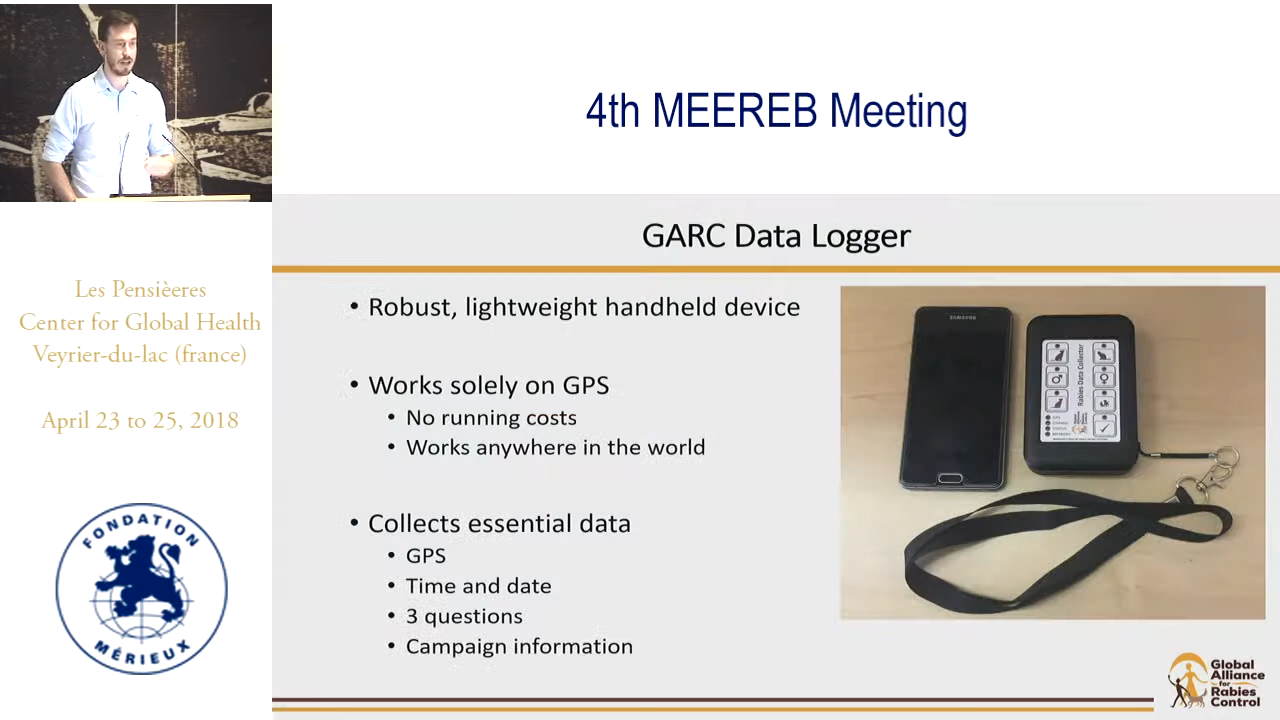 4th MEEREB Meeting
GARC Data Logger
• Robust, lightweight handheld device
• Works solely on GPS
• No running costs
• Works anywhere in the world
• Collects essential data
• GPS
• Time and date
• 3 questions
• Campaign information
SAMSUNG
Rabies Data Collector
Global
Alliance
for
Rabies
Control
Les Pensièeres
Center for Global Health
Veyrier-du-lac (france)
April 23 to 25, 2018
FONDATION
MÉRIEUX